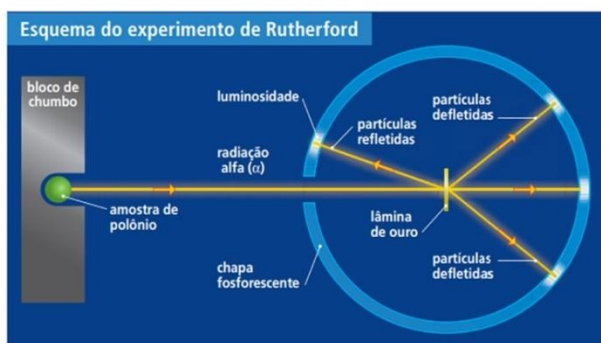 Esquema do experimento de Rutherford
bloco de
chumbo
luminosidade
partículas
refletidas
partículas
defletidas
radiação
alfa (α)
amostra de
polônio
lâmina
de ouro
chapa
fosforescente
partículas
defletidas